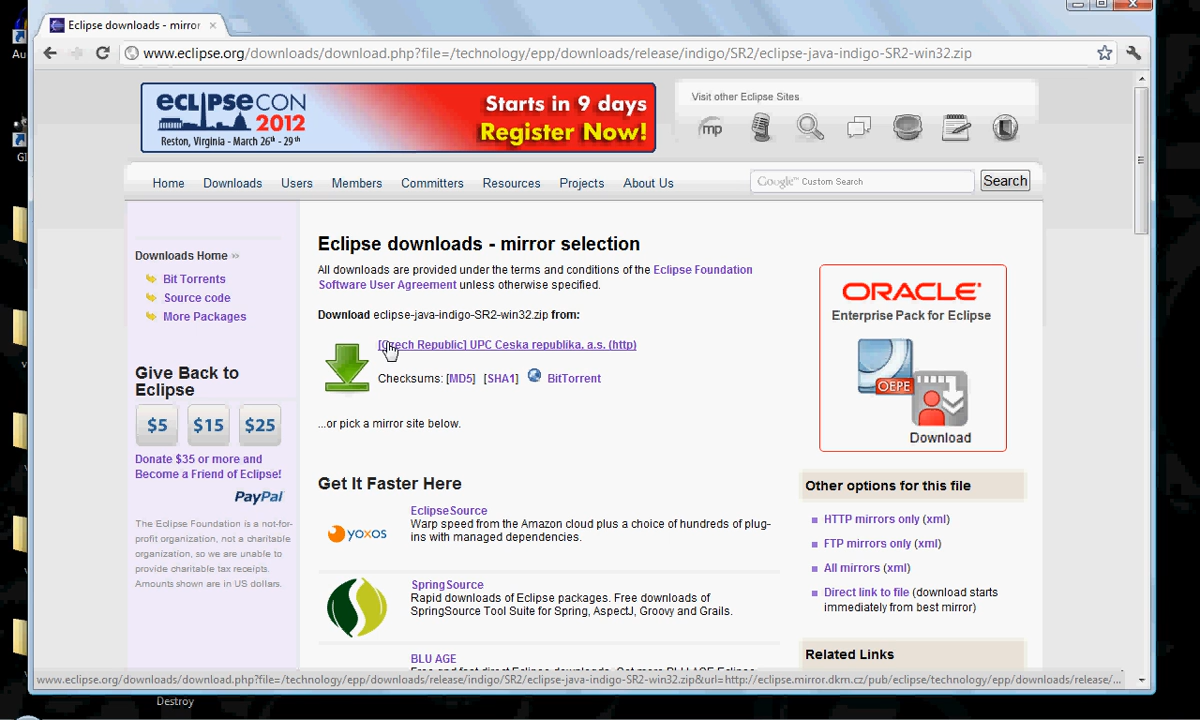 Eclipse downloads - mirror
www.eclipse.org/downloads/download.php?file=/technology/epp/downloads/release/indigo/SR2/eclipse-java-indigo-SR2-win32.zip
Au
eclipseCON
2012
Reston, Virginia - March 26th - 29th
Starts in 9 days
Register Now!
Visit other Eclipse Sites
mp
Home Downloads Users Members Committers Resources Projects About Us
Google™ Custom Search
Search
Downloads Home
Bit Torrents
Source code
More Packages
Give Back to
Eclipse
$5 $15 $25
Donate $35 or more and
Become a Friend of Eclipse!
PayPal
The Eclipse Foundation is a not-for-
profit organization, not a charitable
organization, so we are unable to
provide charitable tax receipts.
Amounts shown are in US dollars.
Eclipse downloads - mirror selection
All downloads are provided under the terms and conditions of the Eclipse Foundation
Software User Agreement unless otherwise specified.
Download eclipse-java-indigo-SR2-win32.zip from:
[Czech Republic] UPC Ceska republika, a.s. (http)
Checksums: [MD5] [SHA1] BitTorrent
...or pick a mirror site below.
Get It Faster Here
yoxos
EclipseSource
Warp speed from the Amazon cloud plus a choice of hundreds of plug-
ins with managed dependencies.
SpringSource
Rapid downloads of Eclipse packages. Free downloads of
SpringSource Tool Suite for Spring, AspectJ, Groovy and Grails.
BLU AGE
ORACLE
Enterprise Pack for Eclipse
OEPE
Download
Other options for this file
HTTP mirrors only (xml)
FTP mirrors only (xml)
All mirrors (xml)
Direct link to file (download starts
immediately from best mirror)
Related Links
www.eclipse.org/downloads/download.php?file=/technology/epp/downloads/release/indigo/SR2/eclipse-java-indigo-SR2-win32.zip&url=http://eclipse.mirror.dkm.cz/pub/eclipse/technology/epp/downloads/release/...
Destroy